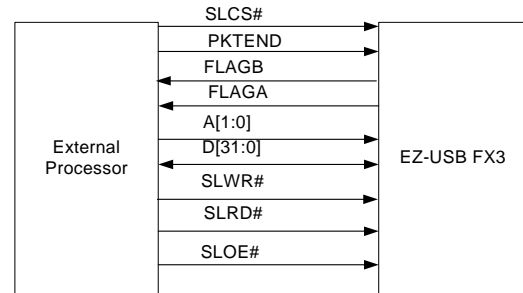 SLCS#
PKTEND
FLAGB
FLAGA
A[1:0]
D[31:0]
SLWR#
SLRD#
SLOE#
External
Processor
EZ-USB FX3